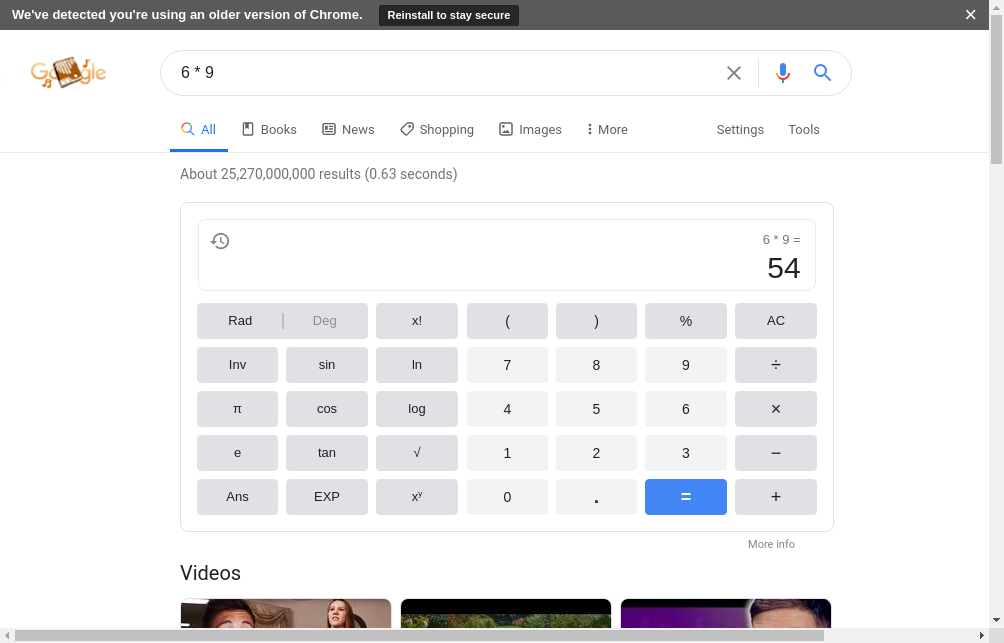 We've detected you're using an older version of Chrome. Reinstall to stay secure
Google
6 * 9
All Books News Shopping Images More Settings Tools
About 25,270,000,000 results (0.63 seconds)
6 * 9 =
54
Rad Deg x! ( ) % AC
Inv sin ln 7 8 9 ÷
π cos log 4 5 6 ×
e tan √ 1 2 3 −
Ans EXP xʸ 0 . = +
More info
Videos